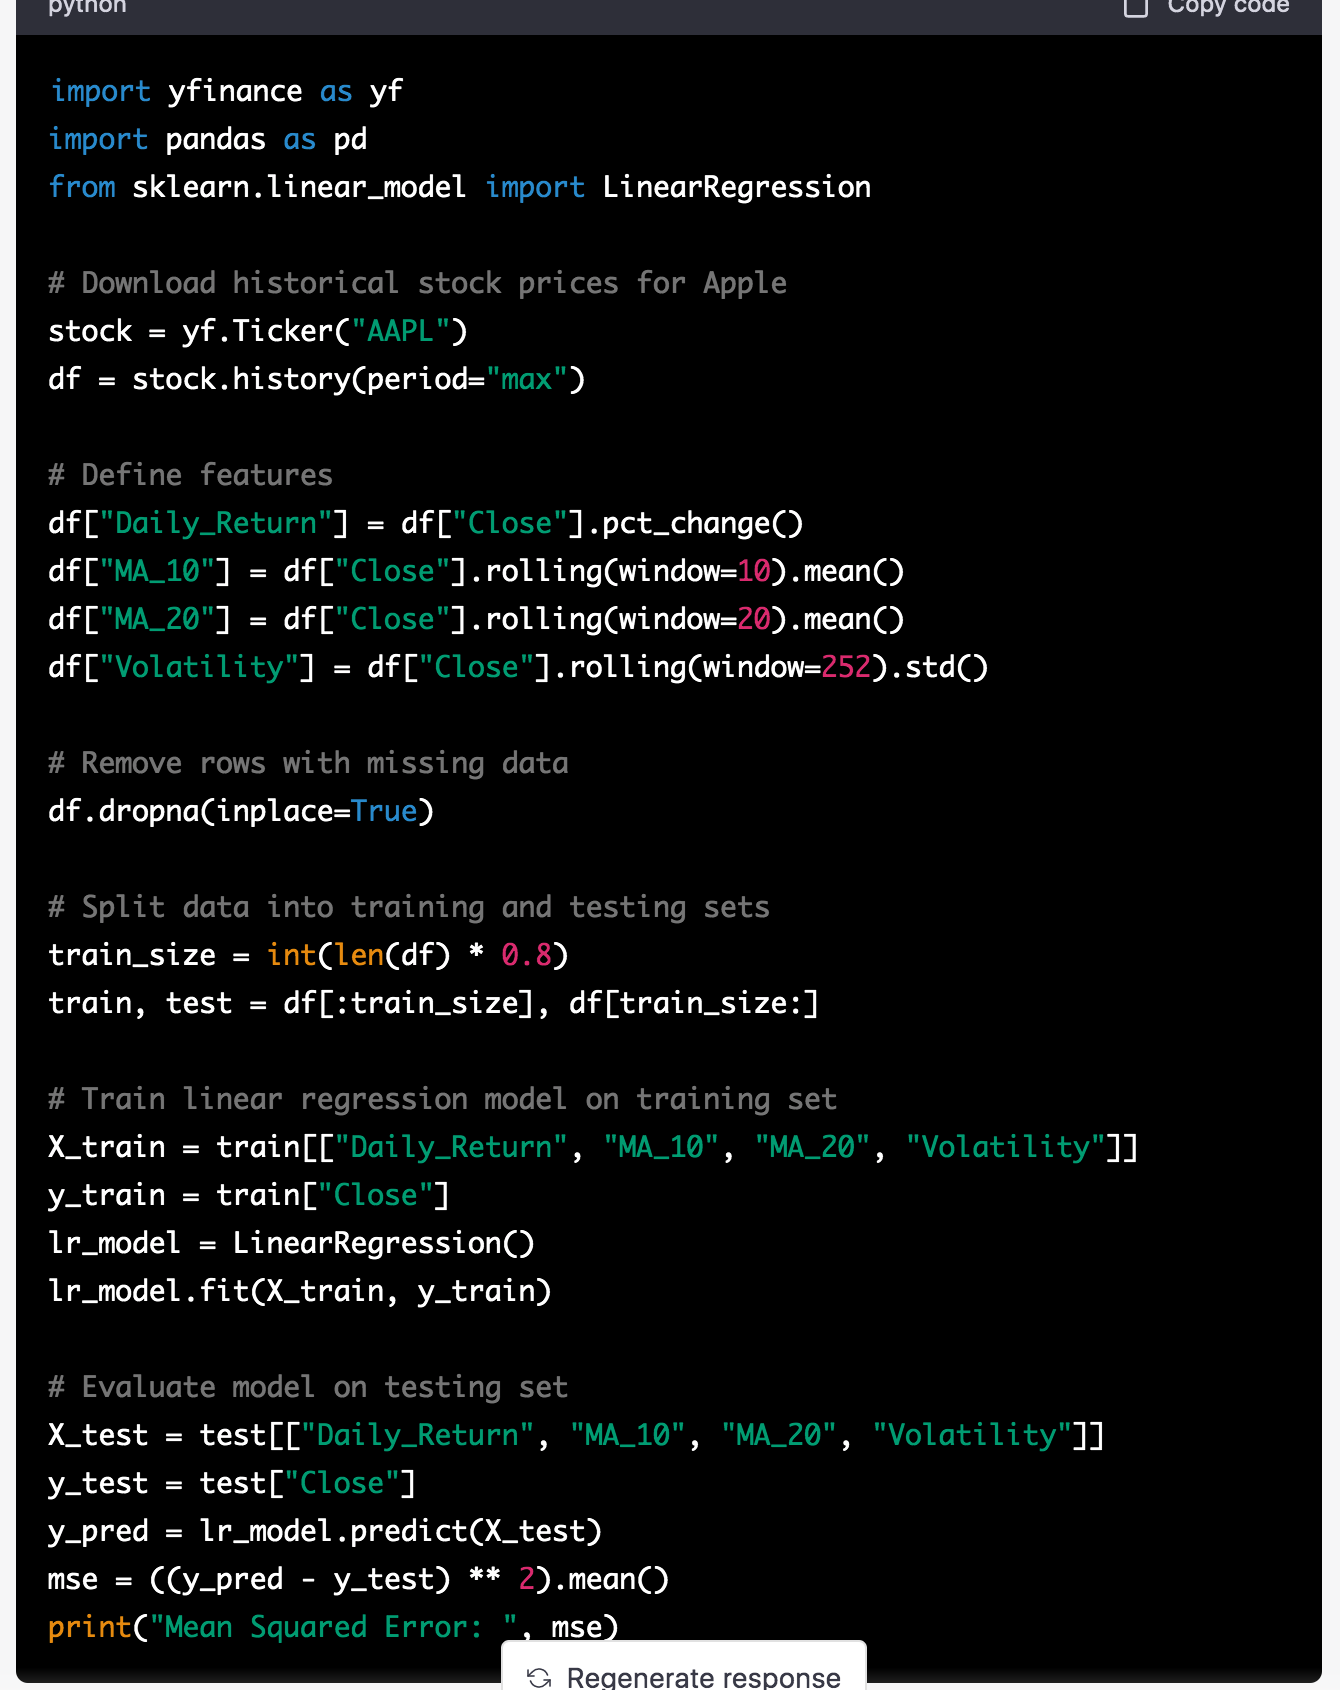 python Copy code
import yfinance as yf
import pandas as pd
from sklearn.linear_model import LinearRegression
# Download historical stock prices for Apple
stock = yf.Ticker("AAPL")
df = stock.history(period="max")
# Define features
df["Daily_Return"] = df["Close"].pct_change()
df["MA_10"] = df["Close"].rolling(window=10).mean()
df["MA_20"] = df["Close"].rolling(window=20).mean()
df["Volatility"] = df["Close"].rolling(window=252).std()
# Remove rows with missing data
df.dropna(inplace=True)
# Split data into training and testing sets
train_size = int(len(df) * 0.8)
train, test = df[:train_size], df[train_size:]
# Train linear regression model on training set
X_train = train[["Daily_Return", "MA_10", "MA_20", "Volatility"]]
y_train = train["Close"]
lr_model = LinearRegression()
lr_model.fit(X_train, y_train)
# Evaluate model on testing set
X_test = test[["Daily_Return", "MA_10", "MA_20", "Volatility"]]
y_test = test["Close"]
y_pred = lr_model.predict(X_test)
mse = ((y_pred - y_test) ** 2).mean()
print("Mean Squared Error: ", mse)
Regenerate response